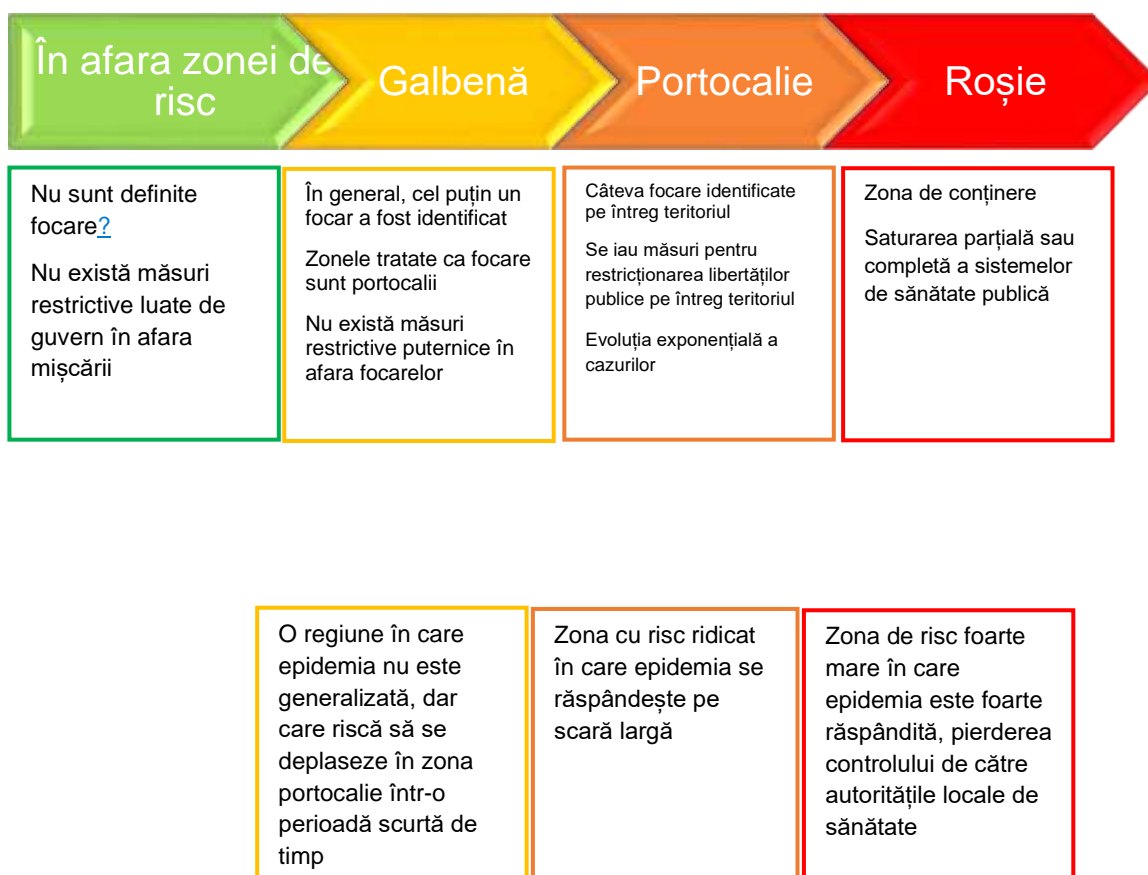 În afara zonei de
risc
Galbenă
Portocalie
Roșie
Nu sunt definite
focare?
Nu există măsuri
restrictive luate de
guvern în afara
mișcării
În general, cel puțin un
focar a fost identificat
Zonele tratate ca focare
sunt portocalii
Nu există măsuri
restrictive puternice în
afara focarelor
Câteva focare identificate
pe întreg teritoriul
Se iau măsuri pentru
restricționarea libertăților
publice pe întreg teritoriul
Evoluția exponențială a
cazurilor
Zona de conținere
Saturarea parțială sau
completă a sistemelor
de sănătate publică
O regiune în care
epidemia nu este
generalizată, dar
care riscă să se
deplaseze în zona
portocalie într-o
perioadă scurtă de
timp
Zona cu risc ridicat
în care epidemia se
răspândește pe
scară largă
Zona de risc foarte
mare în care
epidemia este foarte
răspândită, pierderea
controlului de către
autoritățile locale de
sănătate